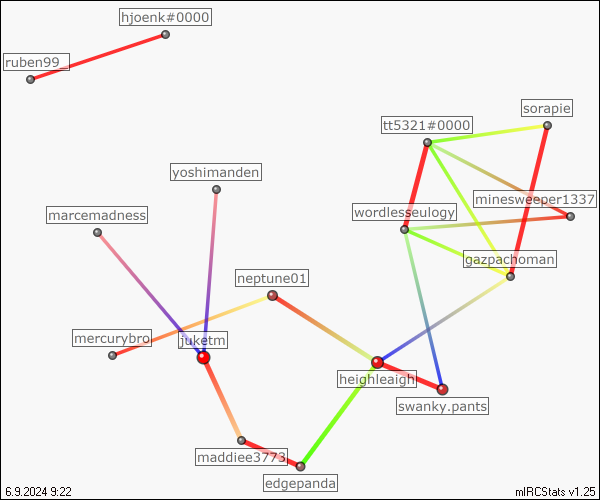 hjoenk#0000
ruben99_
sorapie
tt5321#0000
yoshimanden
minesweeper1337
marcemadness
wordlesseulogy
gazpachoman
neptune01
mercurybro
juketm
heighleaigh
swanky.pants
maddiee3773
edgepanda
6.9.2024 9:22
mIRCStats v1.25